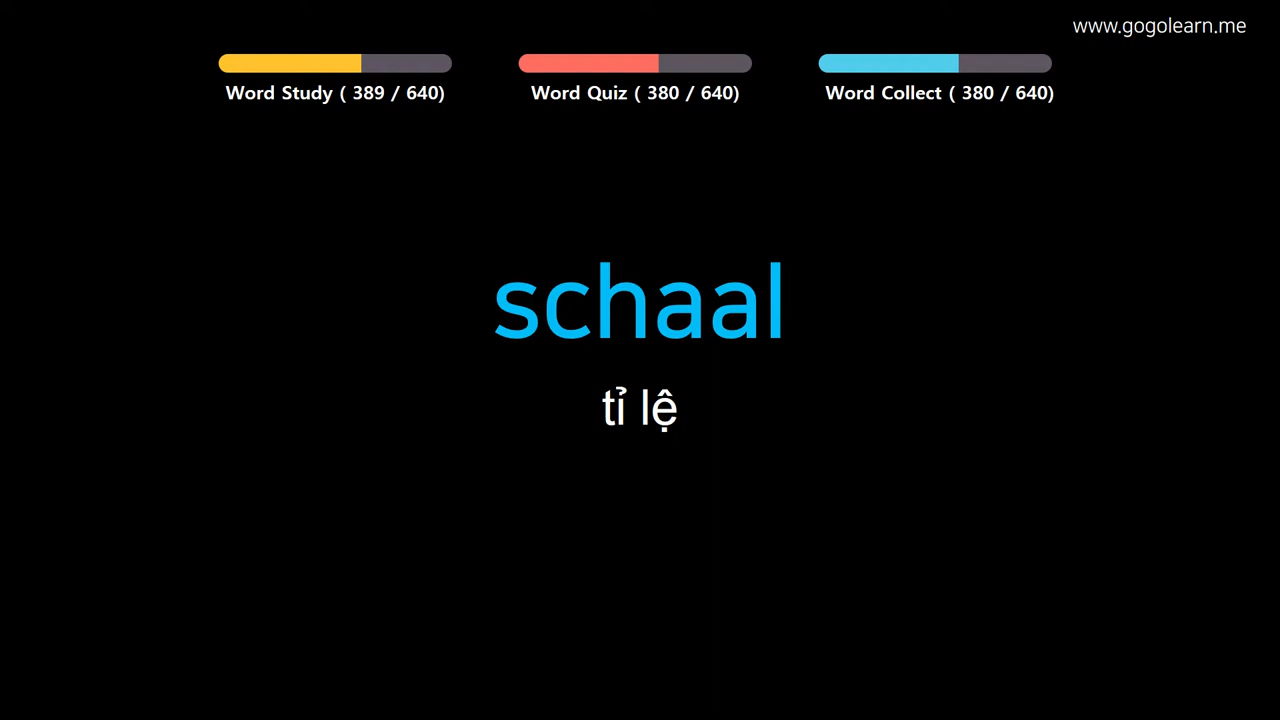 www.gogolearn.me
Word Study ( 389 / 640)
Word Quiz ( 380 / 640)
Word Collect ( 380 / 640)
schaal
tỉ lệ